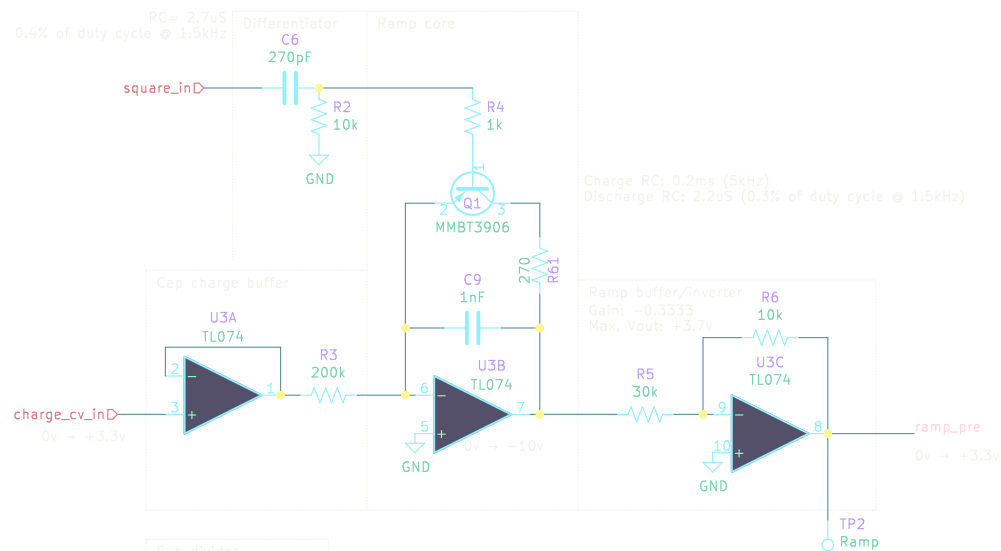 RC= 2.7uS
0.4% of duty cycle @ 1.5kHz
Differentiator
Ramp core
C6
270pF
square_in
R2
10k
GND
R4
1k
1
Q1
2
3
MMBT3906
Charge RC: 0.2ms (5kHz)
Discharge RC: 2.2uS (0.3% of duty cycle @ 1.5kHz)
270
R61
C9
1nF
Cap charge buffer
U3A
TL074
2
−
3
+
1
charge_cv_in
0v → +3.3v
R3
200k
U3B
TL074
6
−
5
+
7
GND
0v → −10v
Ramp buffer/inverter
Gain: −0.3333
Max. Vout: +3.7v
R6
10k
R5
30k
U3C
TL074
9
−
10
+
8
GND
ramp_pre
0v → +3.3v
TP2
Ramp
Sub divider